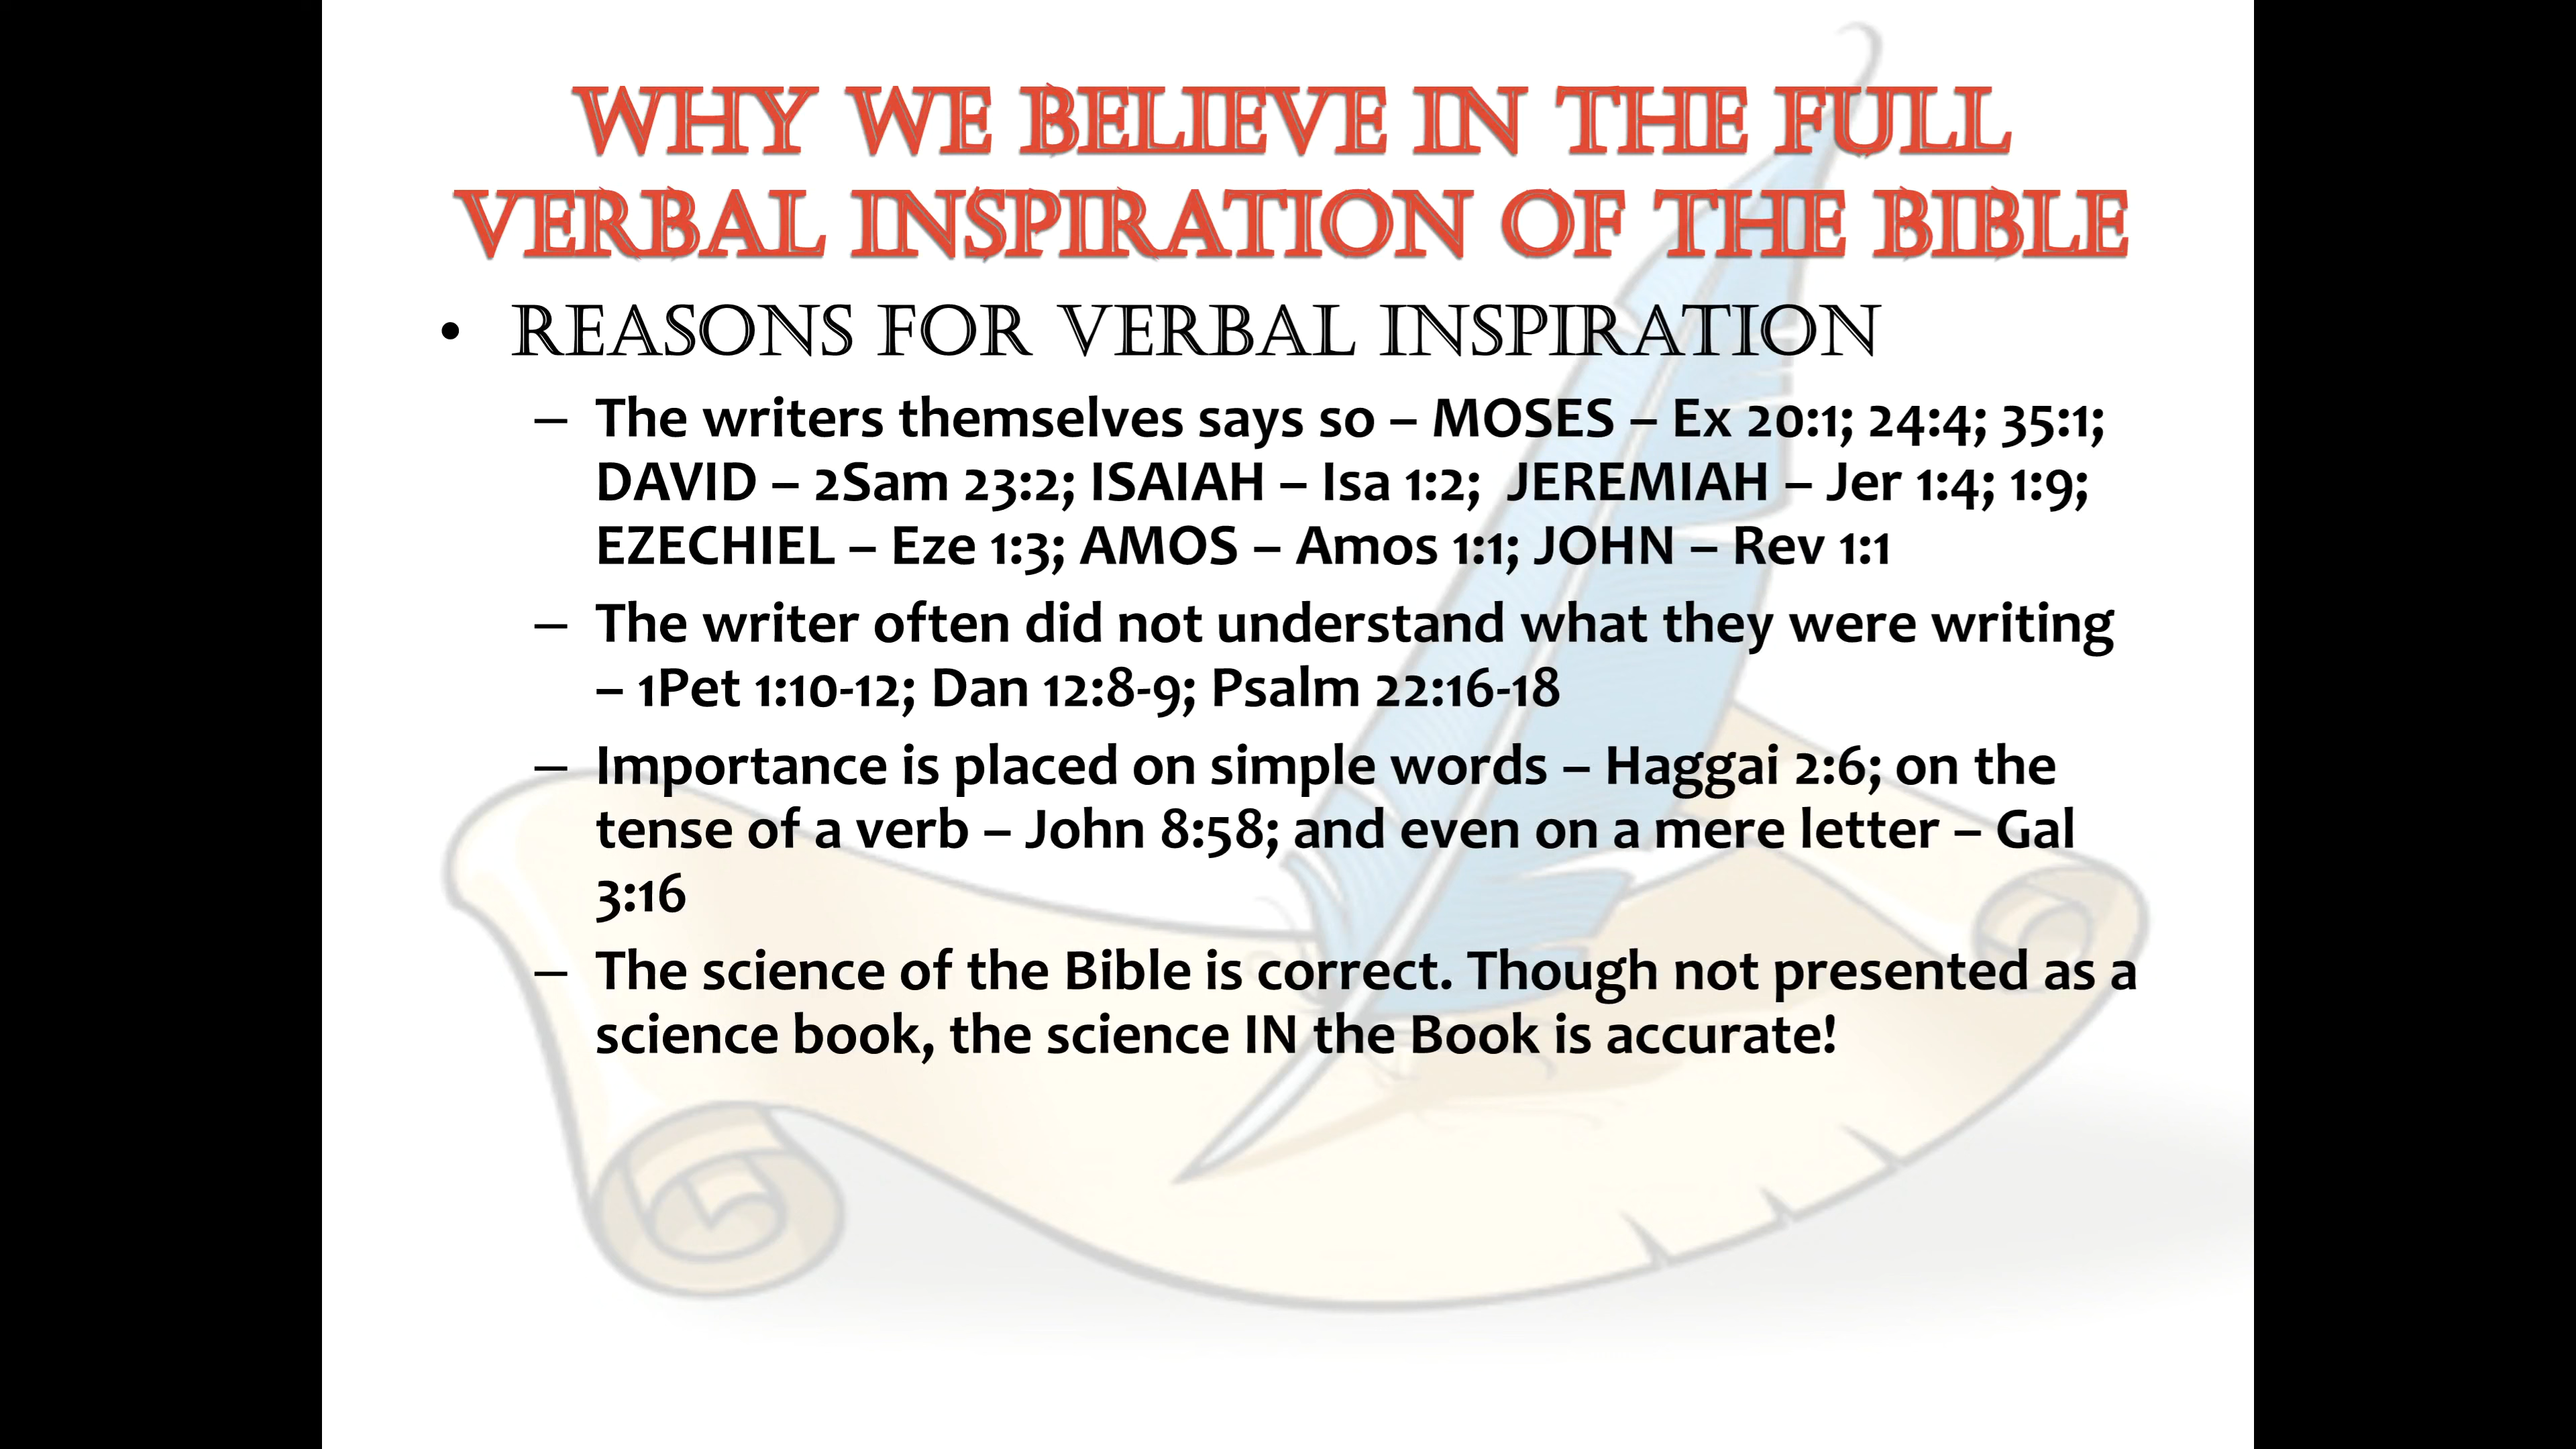 WHY WE BELIEVE IN THE FULL
VERBAL INSPIRATION OF THE BIBLE
• REASONS FOR VERBAL INSPIRATION
– The writers themselves says so – MOSES – Ex 20:1; 24:4; 35:1;
DAVID – 2Sam 23:2; ISAIAH – Isa 1:2; JEREMIAH – Jer 1:4; 1:9;
EZECHIEL – Eze 1:3; AMOS – Amos 1:1; JOHN – Rev 1:1
– The writer often did not understand what they were writing
– 1Pet 1:10-12; Dan 12:8-9; Psalm 22:16-18
– Importance is placed on simple words – Haggai 2:6; on the
tense of a verb – John 8:58; and even on a mere letter – Gal
3:16
– The science of the Bible is correct. Though not presented as a
science book, the science IN the Book is accurate!